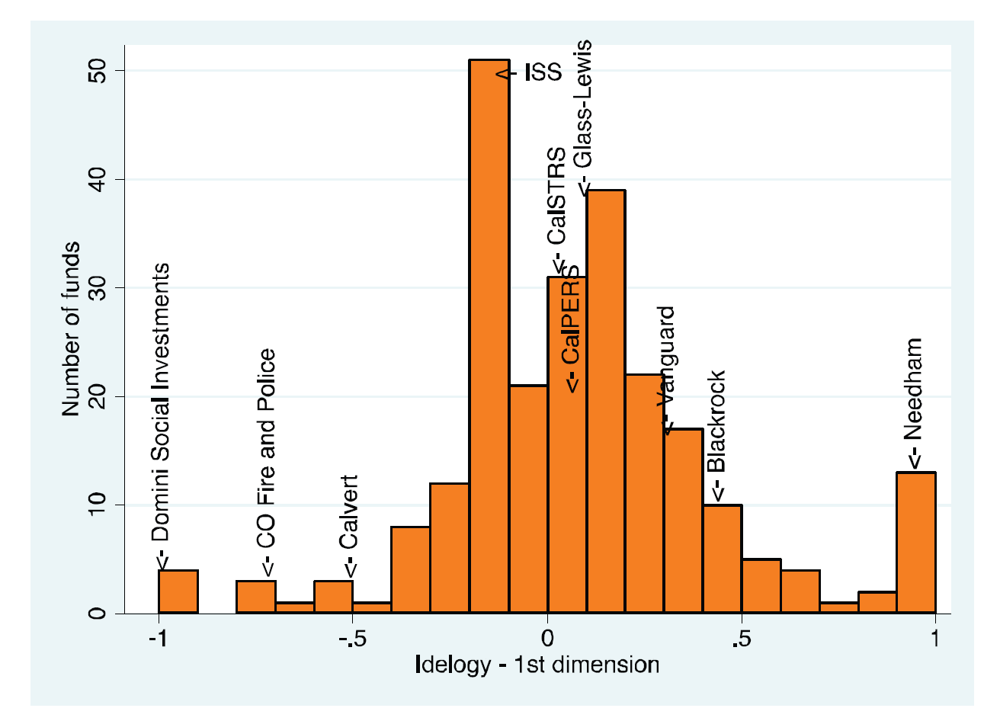 Number of funds
50
40
30
20
10
0
<- Domini Social Investments
<- CO Fire and Police
<- Calvert
<- ISS
<- CalSTRS
<- CalPERS
<- Glass-Lewis
<- Vanguard
<- Blackrock
<- Needham
-1
-.5
0
.5
1
Idelogy - 1st dimension